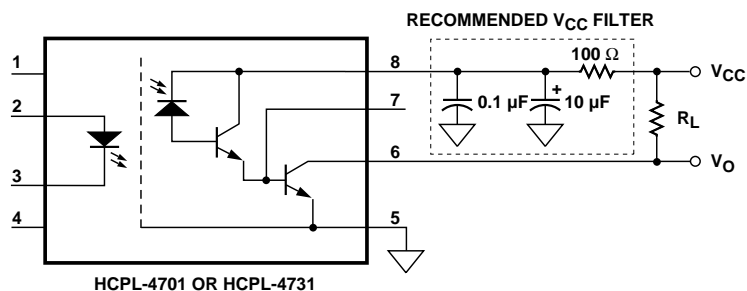 RECOMMENDED VCC FILTER
100 Ω
1
8
VCC
2
7
0.1 µF
+
10 µF
RL
3
6
VO
4
5
HCPL-4701 OR HCPL-4731